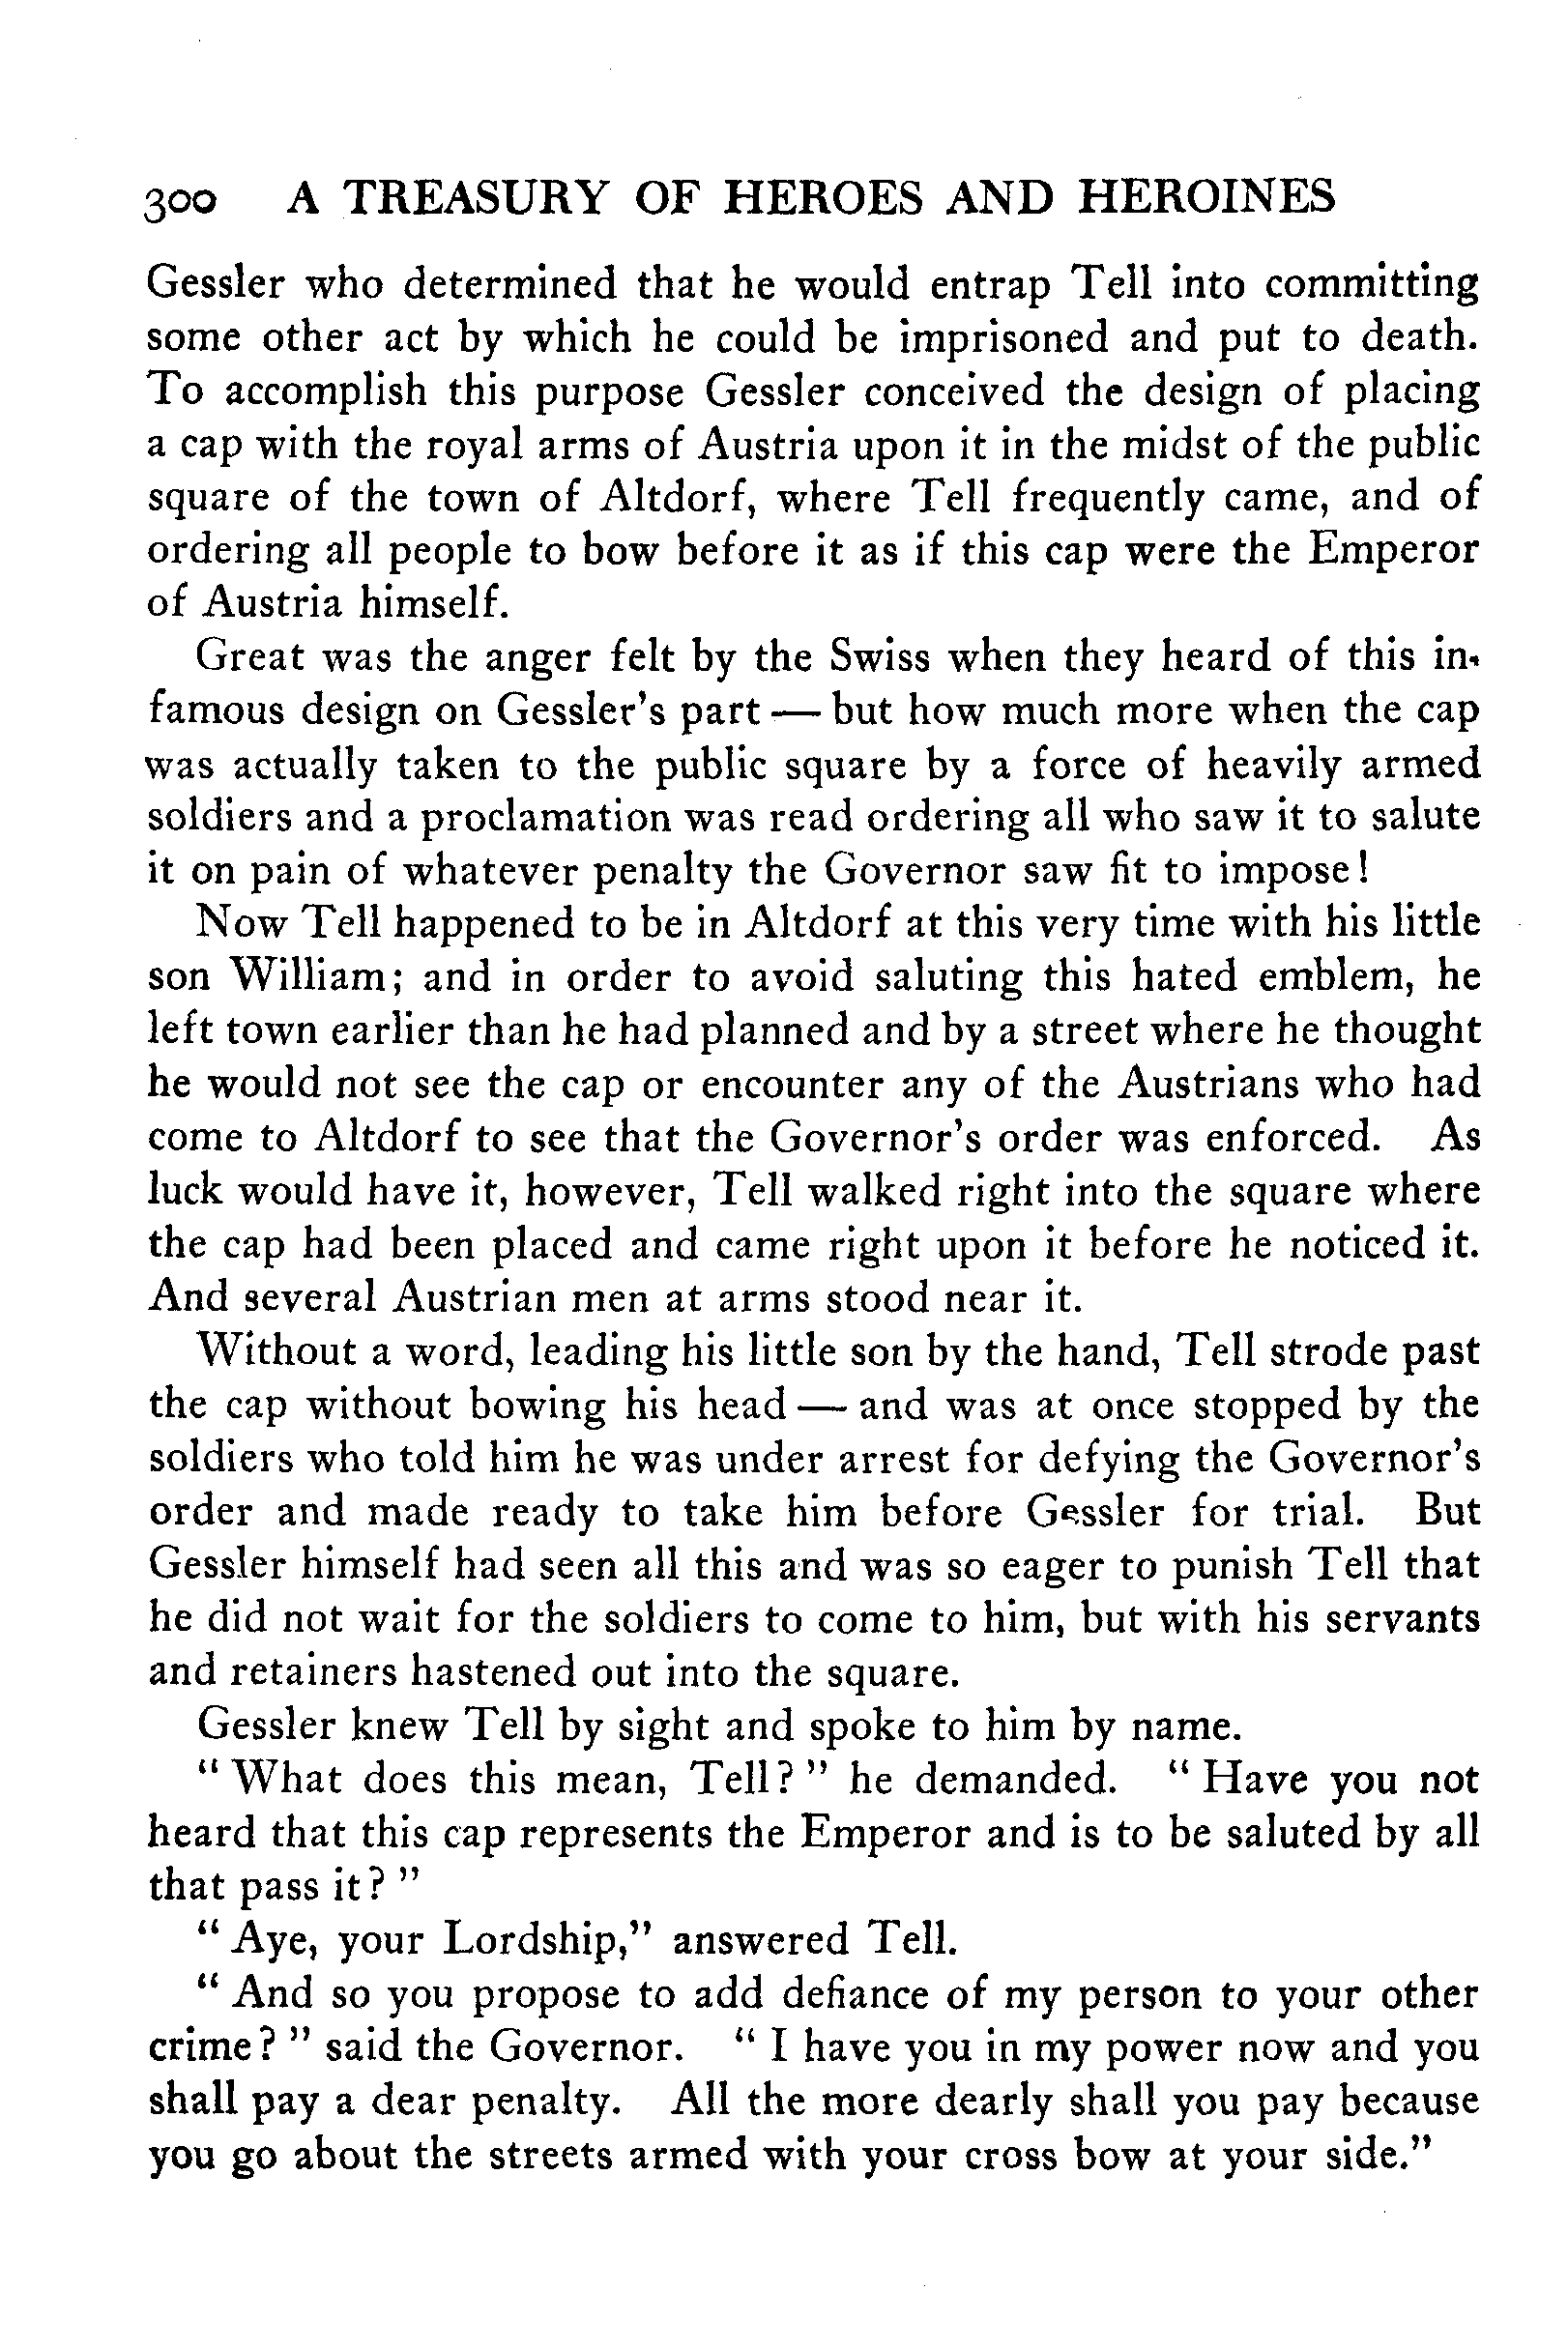 300 A TREASURY OF HEROES AND HEROINES
Gessler who determined that he would entrap Tell into committing
some other act by which he could be imprisoned and put to death.
To accomplish this purpose Gessler conceived the design of placing
a cap with the royal arms of Austria upon it in the midst of the public
square of the town of Altdorf, where Tell frequently came, and of
ordering all people to bow before it as if this cap were the Emperor
of Austria himself.
Great was the anger felt by the Swiss when they heard of this in-
famous design on Gessler's part — but how much more when the cap
was actually taken to the public square by a force of heavily armed
soldiers and a proclamation was read ordering all who saw it to salute
it on pain of whatever penalty the Governor saw fit to impose!
Now Tell happened to be in Altdorf at this very time with his little
son William; and in order to avoid saluting this hated emblem, he
left town earlier than he had planned and by a street where he thought
he would not see the cap or encounter any of the Austrians who had
come to Altdorf to see that the Governor's order was enforced. As
luck would have it, however, Tell walked right into the square where
the cap had been placed and came right upon it before he noticed it.
And several Austrian men at arms stood near it.
Without a word, leading his little son by the hand, Tell strode past
the cap without bowing his head — and was at once stopped by the
soldiers who told him he was under arrest for defying the Governor's
order and made ready to take him before Gessler for trial. But
Gessler himself had seen all this and was so eager to punish Tell that
he did not wait for the soldiers to come to him, but with his servants
and retainers hastened out into the square.
Gessler knew Tell by sight and spoke to him by name.
" What does this mean, Tell? " he demanded. " Have you not
heard that this cap represents the Emperor and is to be saluted by all
that pass it? "
" Aye, your Lordship," answered Tell.
" And so you propose to add defiance of my person to your other
crime? " said the Governor. " I have you in my power now and you
shall pay a dear penalty. All the more dearly shall you pay because
you go about the streets armed with your cross bow at your side."